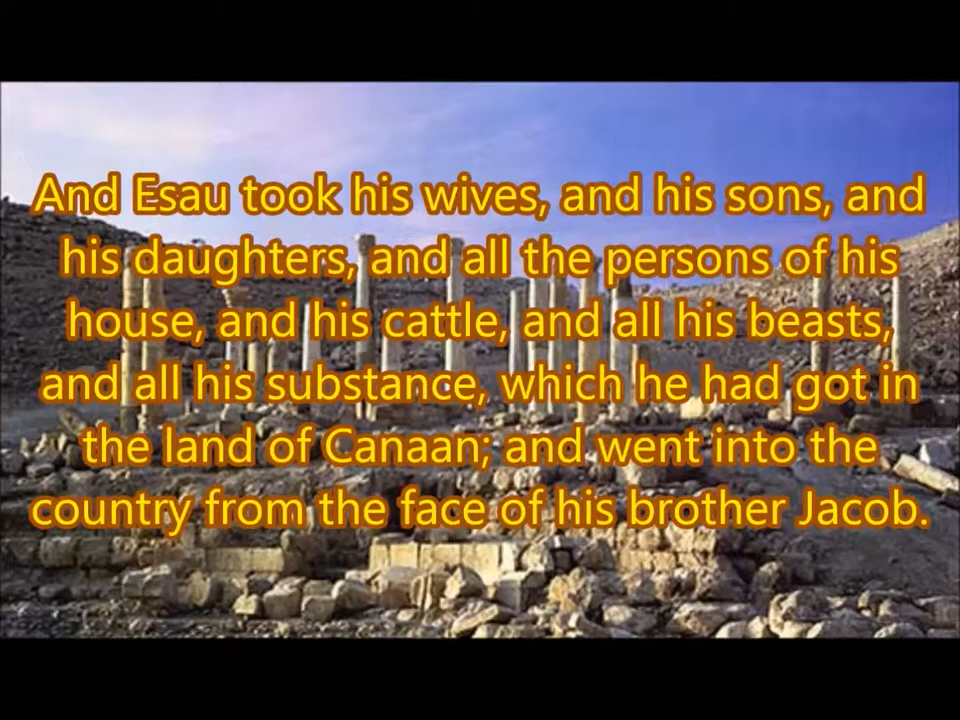 And Esau took his wives, and his sons, and
his daughters, and all the persons of his
house, and his cattle, and all his beasts,
and all his substance, which he had got in
the land of Canaan; and went into the
country from the face of his brother Jacob.